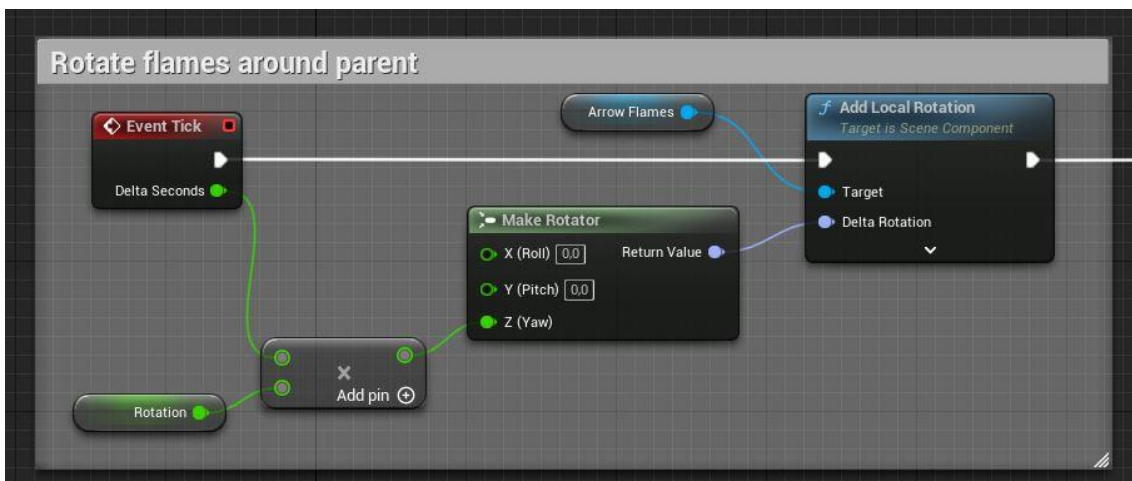 Rotate flames around parent
Event Tick
Delta Seconds
Arrow Flames
f Add Local Rotation
Target is Scene Component
Target
Delta Rotation
Make Rotator
X (Roll) 0,0
Return Value
Y (Pitch) 0,0
Z (Yaw)
×
Add pin
Rotation